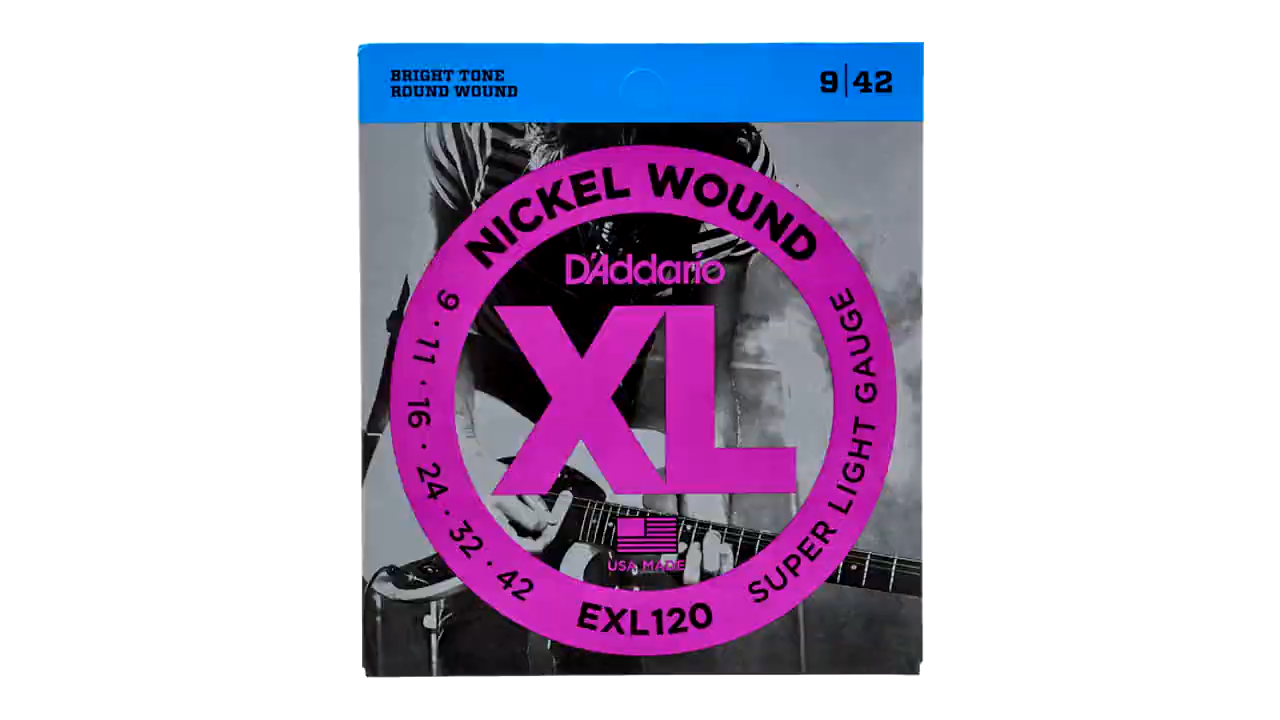 BRIGHT TONE
ROUND WOUND
9|42
NICKEL WOUND
D'Addario
XL
9 · 11 · 16 · 24 · 32 · 42
SUPER LIGHT GAUGE
USA MADE
EXL120